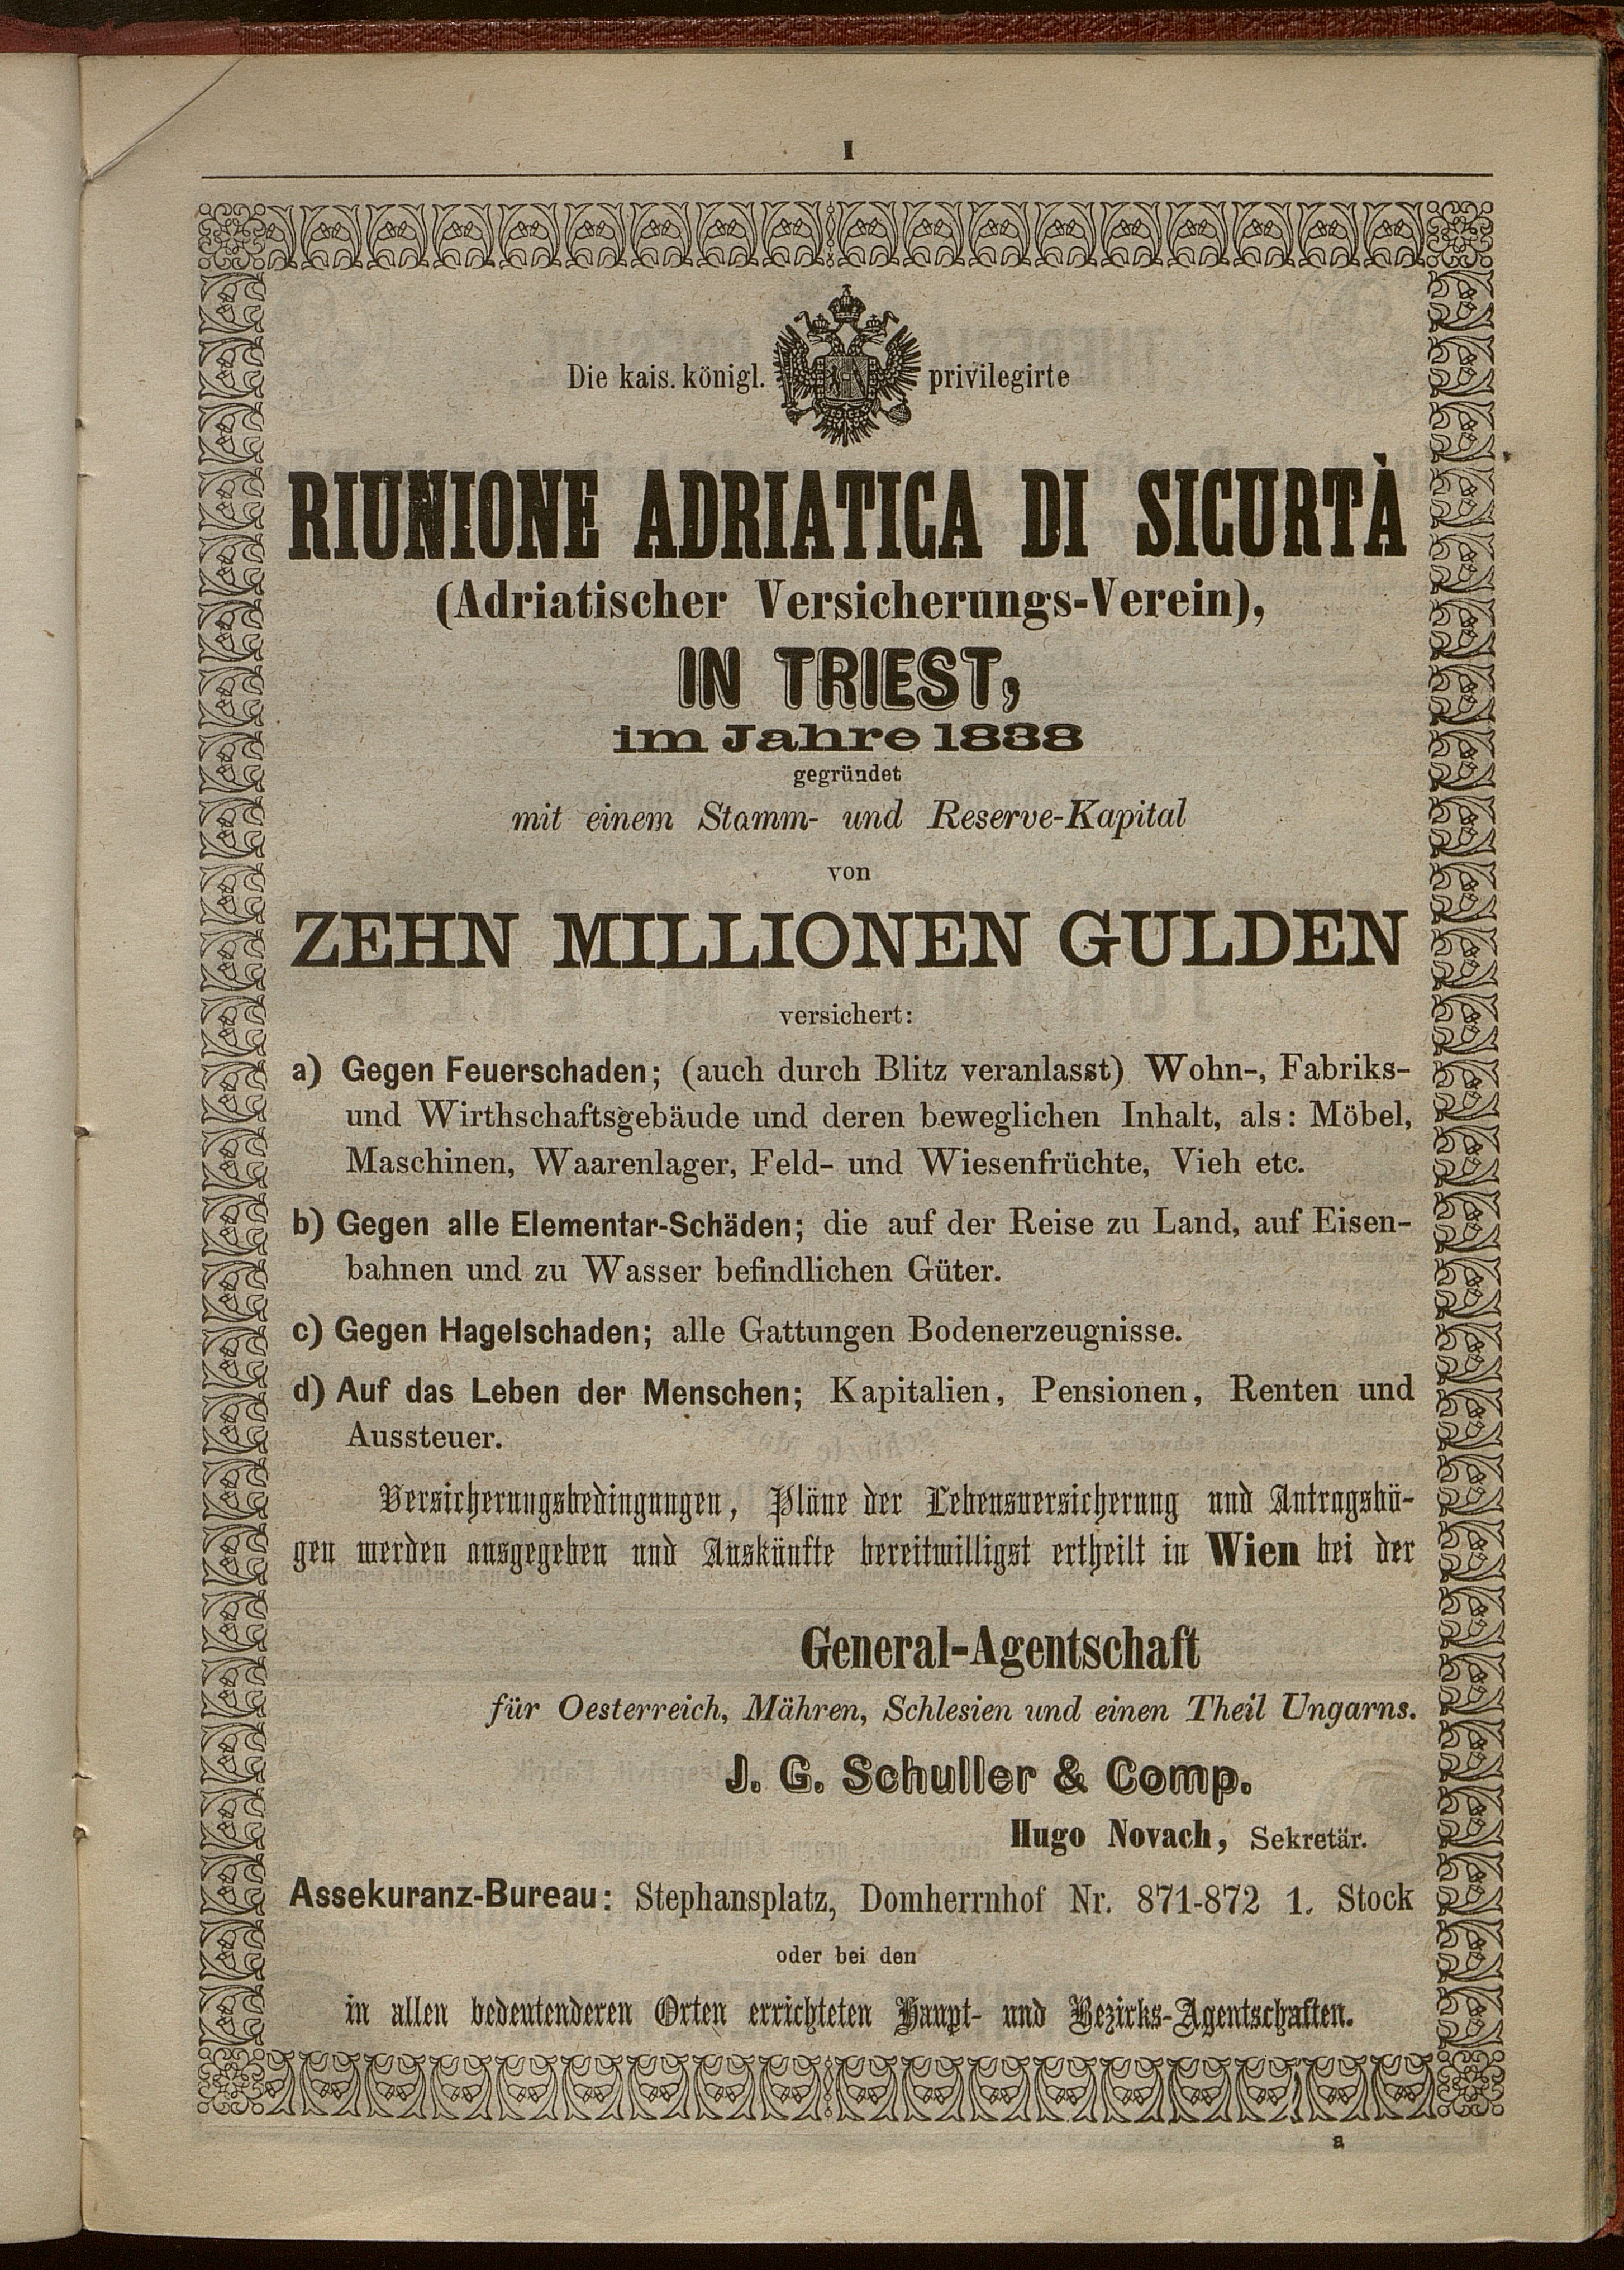 I
Die kais. königl. privilegirte
RIUNIONE ADRIATICA DI SICURTÀ
(Adriatischer Versicherungs-Verein),
IN TRIEST,
im Jahre 1838
gegründet
mit einem Stamm- und Reserve-Kapital
von
ZEHN MILLIONEN GULDEN
versichert:
a) Gegen Feuerschaden; (auch durch Blitz veranlasst) Wohn-, Fabriks-
und Wirthschaftsgebäude und deren beweglichen Inhalt, als: Möbel,
Maschinen, Waarenlager, Feld- und Wiesenfrüchte, Vieh etc.
b) Gegen alle Elementar-Schäden; die auf der Reise zu Land, auf Eisen-
bahnen und zu Wasser befindlichen Güter.
c) Gegen Hagelschaden; alle Gattungen Bodenerzeugnisse.
d) Auf das Leben der Menschen; Kapitalien, Pensionen, Renten und
Aussteuer.
Versicherungsbedingungen, Pläne der Lebensversicherung und Antragsbö-
gen werden ausgegeben und Auskünfte bereitwilligst ertheilt in Wien bei der
General-Agentschaft
für Oesterreich, Mähren, Schlesien und einen Theil Ungarns.
J. G. Schuller & Comp.
Hugo Novach, Sekretär.
Assekuranz-Bureau: Stephansplatz, Domherrnhof Nr. 871-872 1. Stock
oder bei den
in allen bedeutenderen Orten errichteten Haupt- und Bezirks-Agentschaften.
a